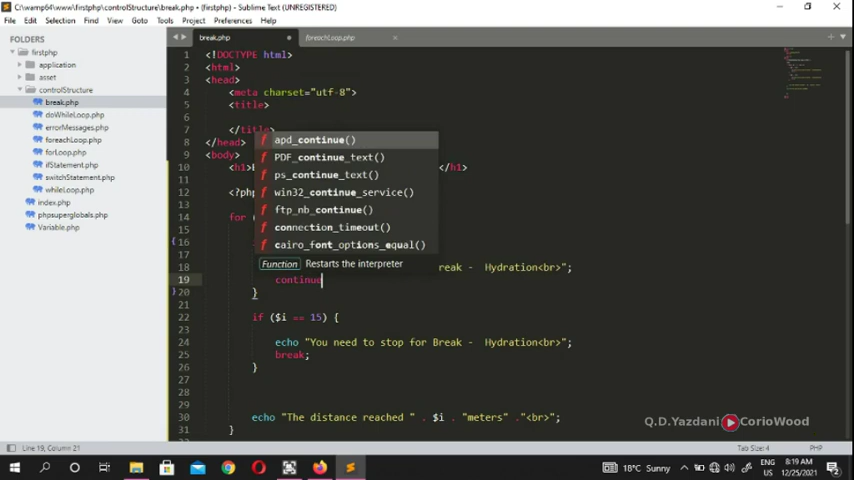 C:\wamp64\www\firstphp\controlStructure\break.php • (firstphp) - Sublime Text (UNREGISTERED)
File Edit Selection Find View Goto Tools Project Preferences Help
FOLDERS
firstphp
application
asset
controlStructure
break.php
doWhileLoop.php
errorMessages.php
foreachLoop.php
forLoop.php
ifStatement.php
switchStatement.php
whileLoop.php
index.php
phpsuperglobals.php
Variable.php
break.php
foreachLoop.php
1 <!DOCTYPE html>
2 <html>
3 <head>
4 <meta charset="utf-8">
5 <title>
6
7 </title>
8 </head>
9 <body>
10 <h1> </h1>
11
12 <?php
13
14 for (
15
16
17
18 reak - Hydration<br>";
19 continue
20 }
21
22 if ($i == 15) {
23
24 echo "You need to stop for Break - Hydration<br>";
25 break;
26 }
27
28
29
30 echo "The distance reached " . $i . "meters" ."<br>";
31 }
f apd_continue()
f PDF_continue_text()
f ps_continue_text()
f win32_continue_service()
f ftp_nb_continue()
f connection_timeout()
f cairo_font_options_equal()
Function Restarts the interpreter
Q.D.Yazdani CorioWood
Line 19, Column 21
Tab Size: 4
PHP
18°C Sunny
ENG
US
8:19 AM
12/25/2021
2